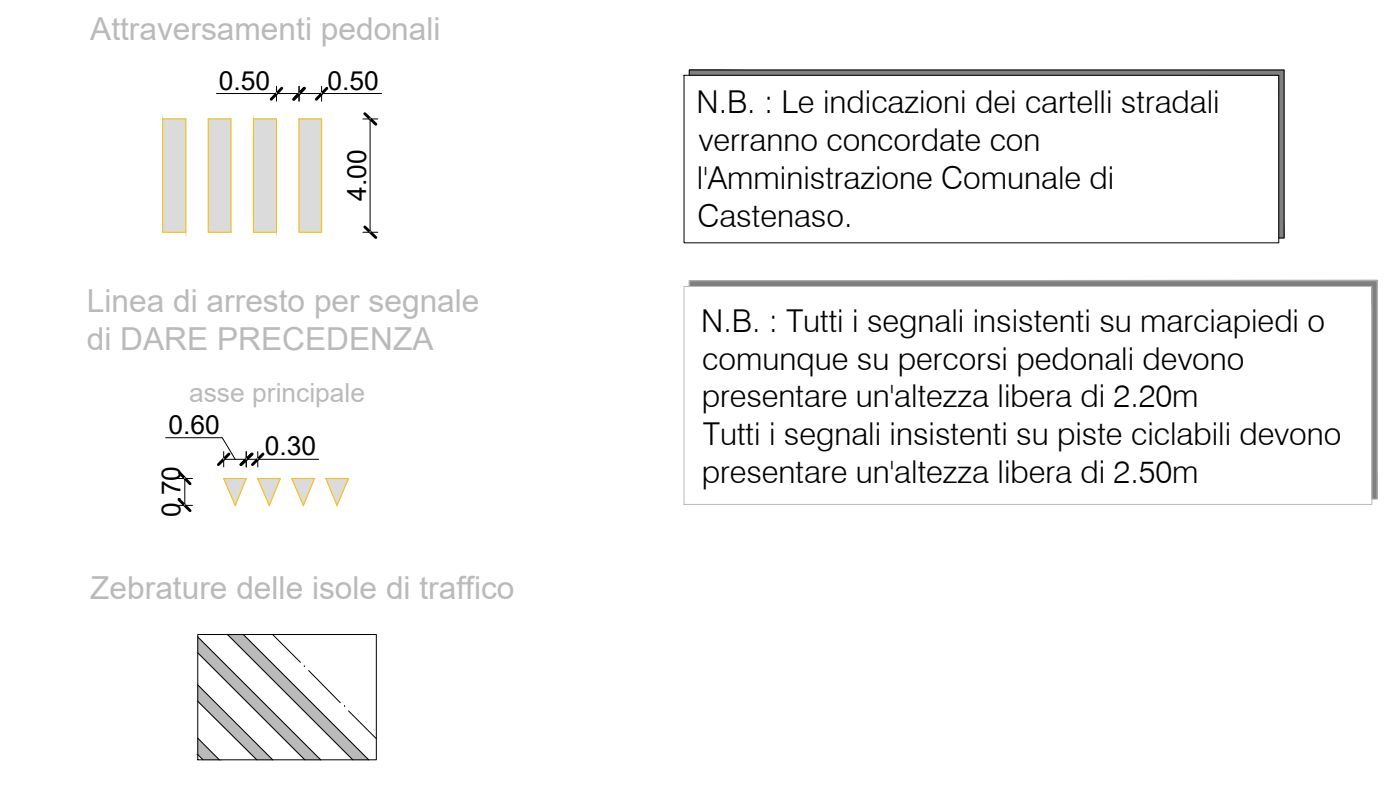 Attraversamenti pedonali
0.50 0.50
4.00
Linea di arresto per segnale
di DARE PRECEDENZA
asse principale
0.60
0.30
0.70
Zebrature delle isole di traffico
N.B. : Le indicazioni dei cartelli stradali
verranno concordate con
l'Amministrazione Comunale di
Castenaso.
N.B. : Tutti i segnali insistenti su marciapiedi o
comunque su percorsi pedonali devono
presentare un'altezza libera di 2.20m
Tutti i segnali insistenti su piste ciclabili devono
presentare un'altezza libera di 2.50m